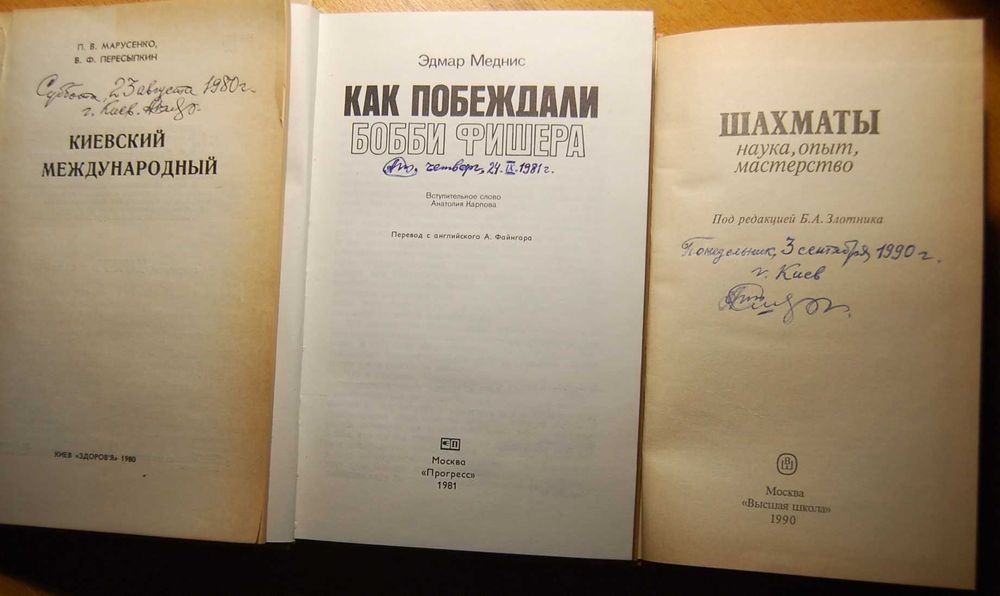 П. В. МАРУСЕНКО,
В. Ф. ПЕРЕСЫПКИН
Суббота 23 августа 1980 г.
г. Киев.
КИЕВСКИЙ
МЕЖДУНАРОДНЫЙ
КИЕВ «ЗДОРОВ'Я» 1980
Эдмар Меднис
КАК ПОБЕЖДАЛИ
БОББИ ФИШЕРА
четверг, 24.IX.1981 г.
Вступительное слово
Анатолия Карпова
Перевод с английского А. Файнгара
Москва
«Прогресс»
1981
ШАХМАТЫ
наука, опыт,
мастерство
Под редакцией Б.А. Злотника
Понедельник, 3 сентября, 1990 г.
г. Киев
Москва
«Высшая школа»
1990